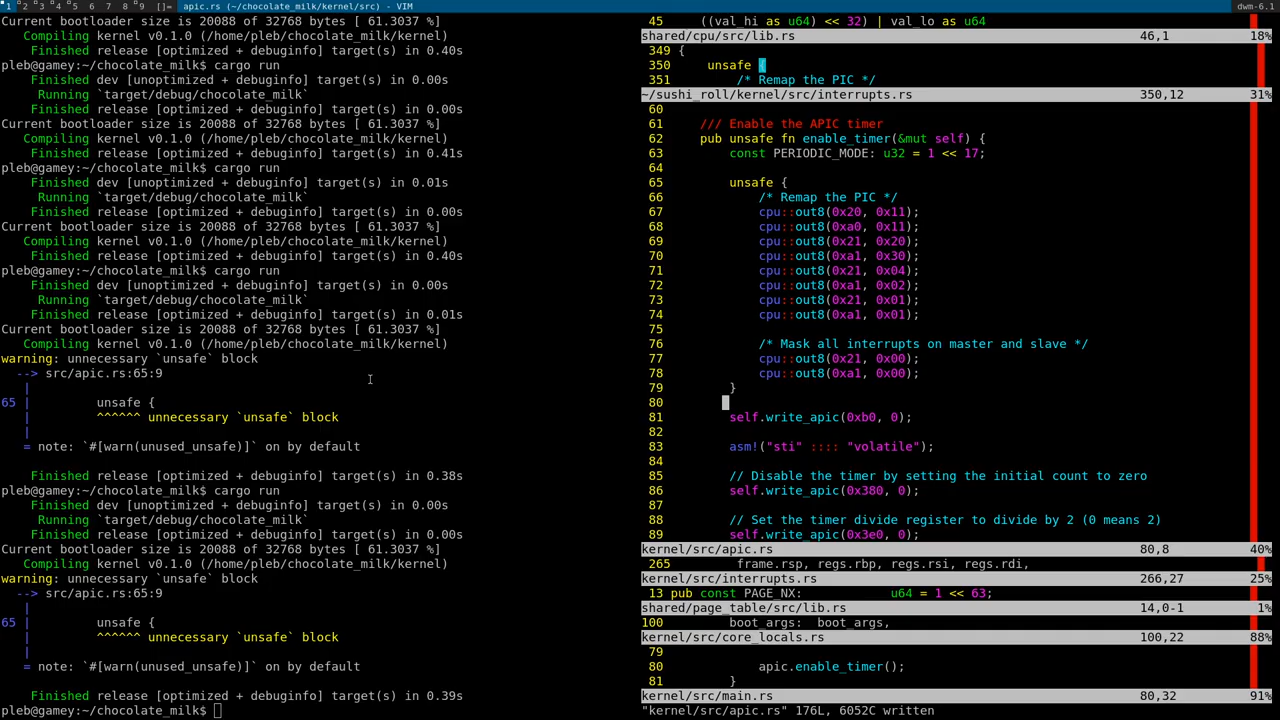 1 2 3 4 5 6 7 8 9 []= apic.rs (~/chocolate_milk/kernel/src) - VIM dwm-6.1
Current bootloader size is 20088 of 32768 bytes [ 61.3037 %]
Compiling kernel v0.1.0 (/home/pleb/chocolate_milk/kernel)
Finished release [optimized + debuginfo] target(s) in 0.40s
pleb@gamey:~/chocolate_milk$ cargo run
Finished dev [unoptimized + debuginfo] target(s) in 0.00s
Running `target/debug/chocolate_milk`
Finished release [optimized + debuginfo] target(s) in 0.00s
Current bootloader size is 20088 of 32768 bytes [ 61.3037 %]
Compiling kernel v0.1.0 (/home/pleb/chocolate_milk/kernel)
Finished release [optimized + debuginfo] target(s) in 0.41s
pleb@gamey:~/chocolate_milk$ cargo run
Finished dev [unoptimized + debuginfo] target(s) in 0.01s
Running `target/debug/chocolate_milk`
Finished release [optimized + debuginfo] target(s) in 0.00s
Current bootloader size is 20088 of 32768 bytes [ 61.3037 %]
Compiling kernel v0.1.0 (/home/pleb/chocolate_milk/kernel)
Finished release [optimized + debuginfo] target(s) in 0.40s
pleb@gamey:~/chocolate_milk$ cargo run
Finished dev [unoptimized + debuginfo] target(s) in 0.00s
Running `target/debug/chocolate_milk`
Finished release [optimized + debuginfo] target(s) in 0.01s
Current bootloader size is 20088 of 32768 bytes [ 61.3037 %]
Compiling kernel v0.1.0 (/home/pleb/chocolate_milk/kernel)
warning: unnecessary `unsafe` block
--> src/apic.rs:65:9
|
65 | unsafe {
| ^^^^^^ unnecessary `unsafe` block
|
= note: `#[warn(unused_unsafe)]` on by default
Finished release [optimized + debuginfo] target(s) in 0.38s
pleb@gamey:~/chocolate_milk$ cargo run
Finished dev [unoptimized + debuginfo] target(s) in 0.00s
Running `target/debug/chocolate_milk`
Finished release [optimized + debuginfo] target(s) in 0.00s
Current bootloader size is 20088 of 32768 bytes [ 61.3037 %]
Compiling kernel v0.1.0 (/home/pleb/chocolate_milk/kernel)
warning: unnecessary `unsafe` block
--> src/apic.rs:65:9
|
65 | unsafe {
| ^^^^^^ unnecessary `unsafe` block
|
= note: `#[warn(unused_unsafe)]` on by default
Finished release [optimized + debuginfo] target(s) in 0.39s
pleb@gamey:~/chocolate_milk$
45 ((val_hi as u64) << 32) | val_lo as u64
shared/cpu/src/lib.rs 46,1 18%
349 {
350 unsafe {
351 /* Remap the PIC */
~/sushi_roll/kernel/src/interrupts.rs 350,12 31%
60
61 /// Enable the APIC timer
62 pub unsafe fn enable_timer(&mut self) {
63 const PERIODIC_MODE: u32 = 1 << 17;
64
65 unsafe {
66 /* Remap the PIC */
67 cpu::out8(0x20, 0x11);
68 cpu::out8(0xa0, 0x11);
69 cpu::out8(0x21, 0x20);
70 cpu::out8(0xa1, 0x30);
71 cpu::out8(0x21, 0x04);
72 cpu::out8(0xa1, 0x02);
73 cpu::out8(0x21, 0x01);
74 cpu::out8(0xa1, 0x01);
75
76 /* Mask all interrupts on master and slave */
77 cpu::out8(0x21, 0x00);
78 cpu::out8(0xa1, 0x00);
79 }
80
81 self.write_apic(0xb0, 0);
82
83 asm!("sti" :::: "volatile");
84
85 // Disable the timer by setting the initial count to zero
86 self.write_apic(0x380, 0);
87
88 // Set the timer divide register to divide by 2 (0 means 2)
89 self.write_apic(0x3e0, 0);
kernel/src/apic.rs 80,8 40%
265 frame.rsp, regs.rbp, regs.rsi, regs.rdi,
kernel/src/interrupts.rs 266,27 25%
13 pub const PAGE_NX: u64 = 1 << 63;
shared/page_table/src/lib.rs 14,0-1 1%
100 boot_args: boot_args,
kernel/src/core_locals.rs 100,22 88%
79
80 apic.enable_timer();
81 }
kernel/src/main.rs 80,32 91%
"kernel/src/apic.rs" 176L, 6052C written